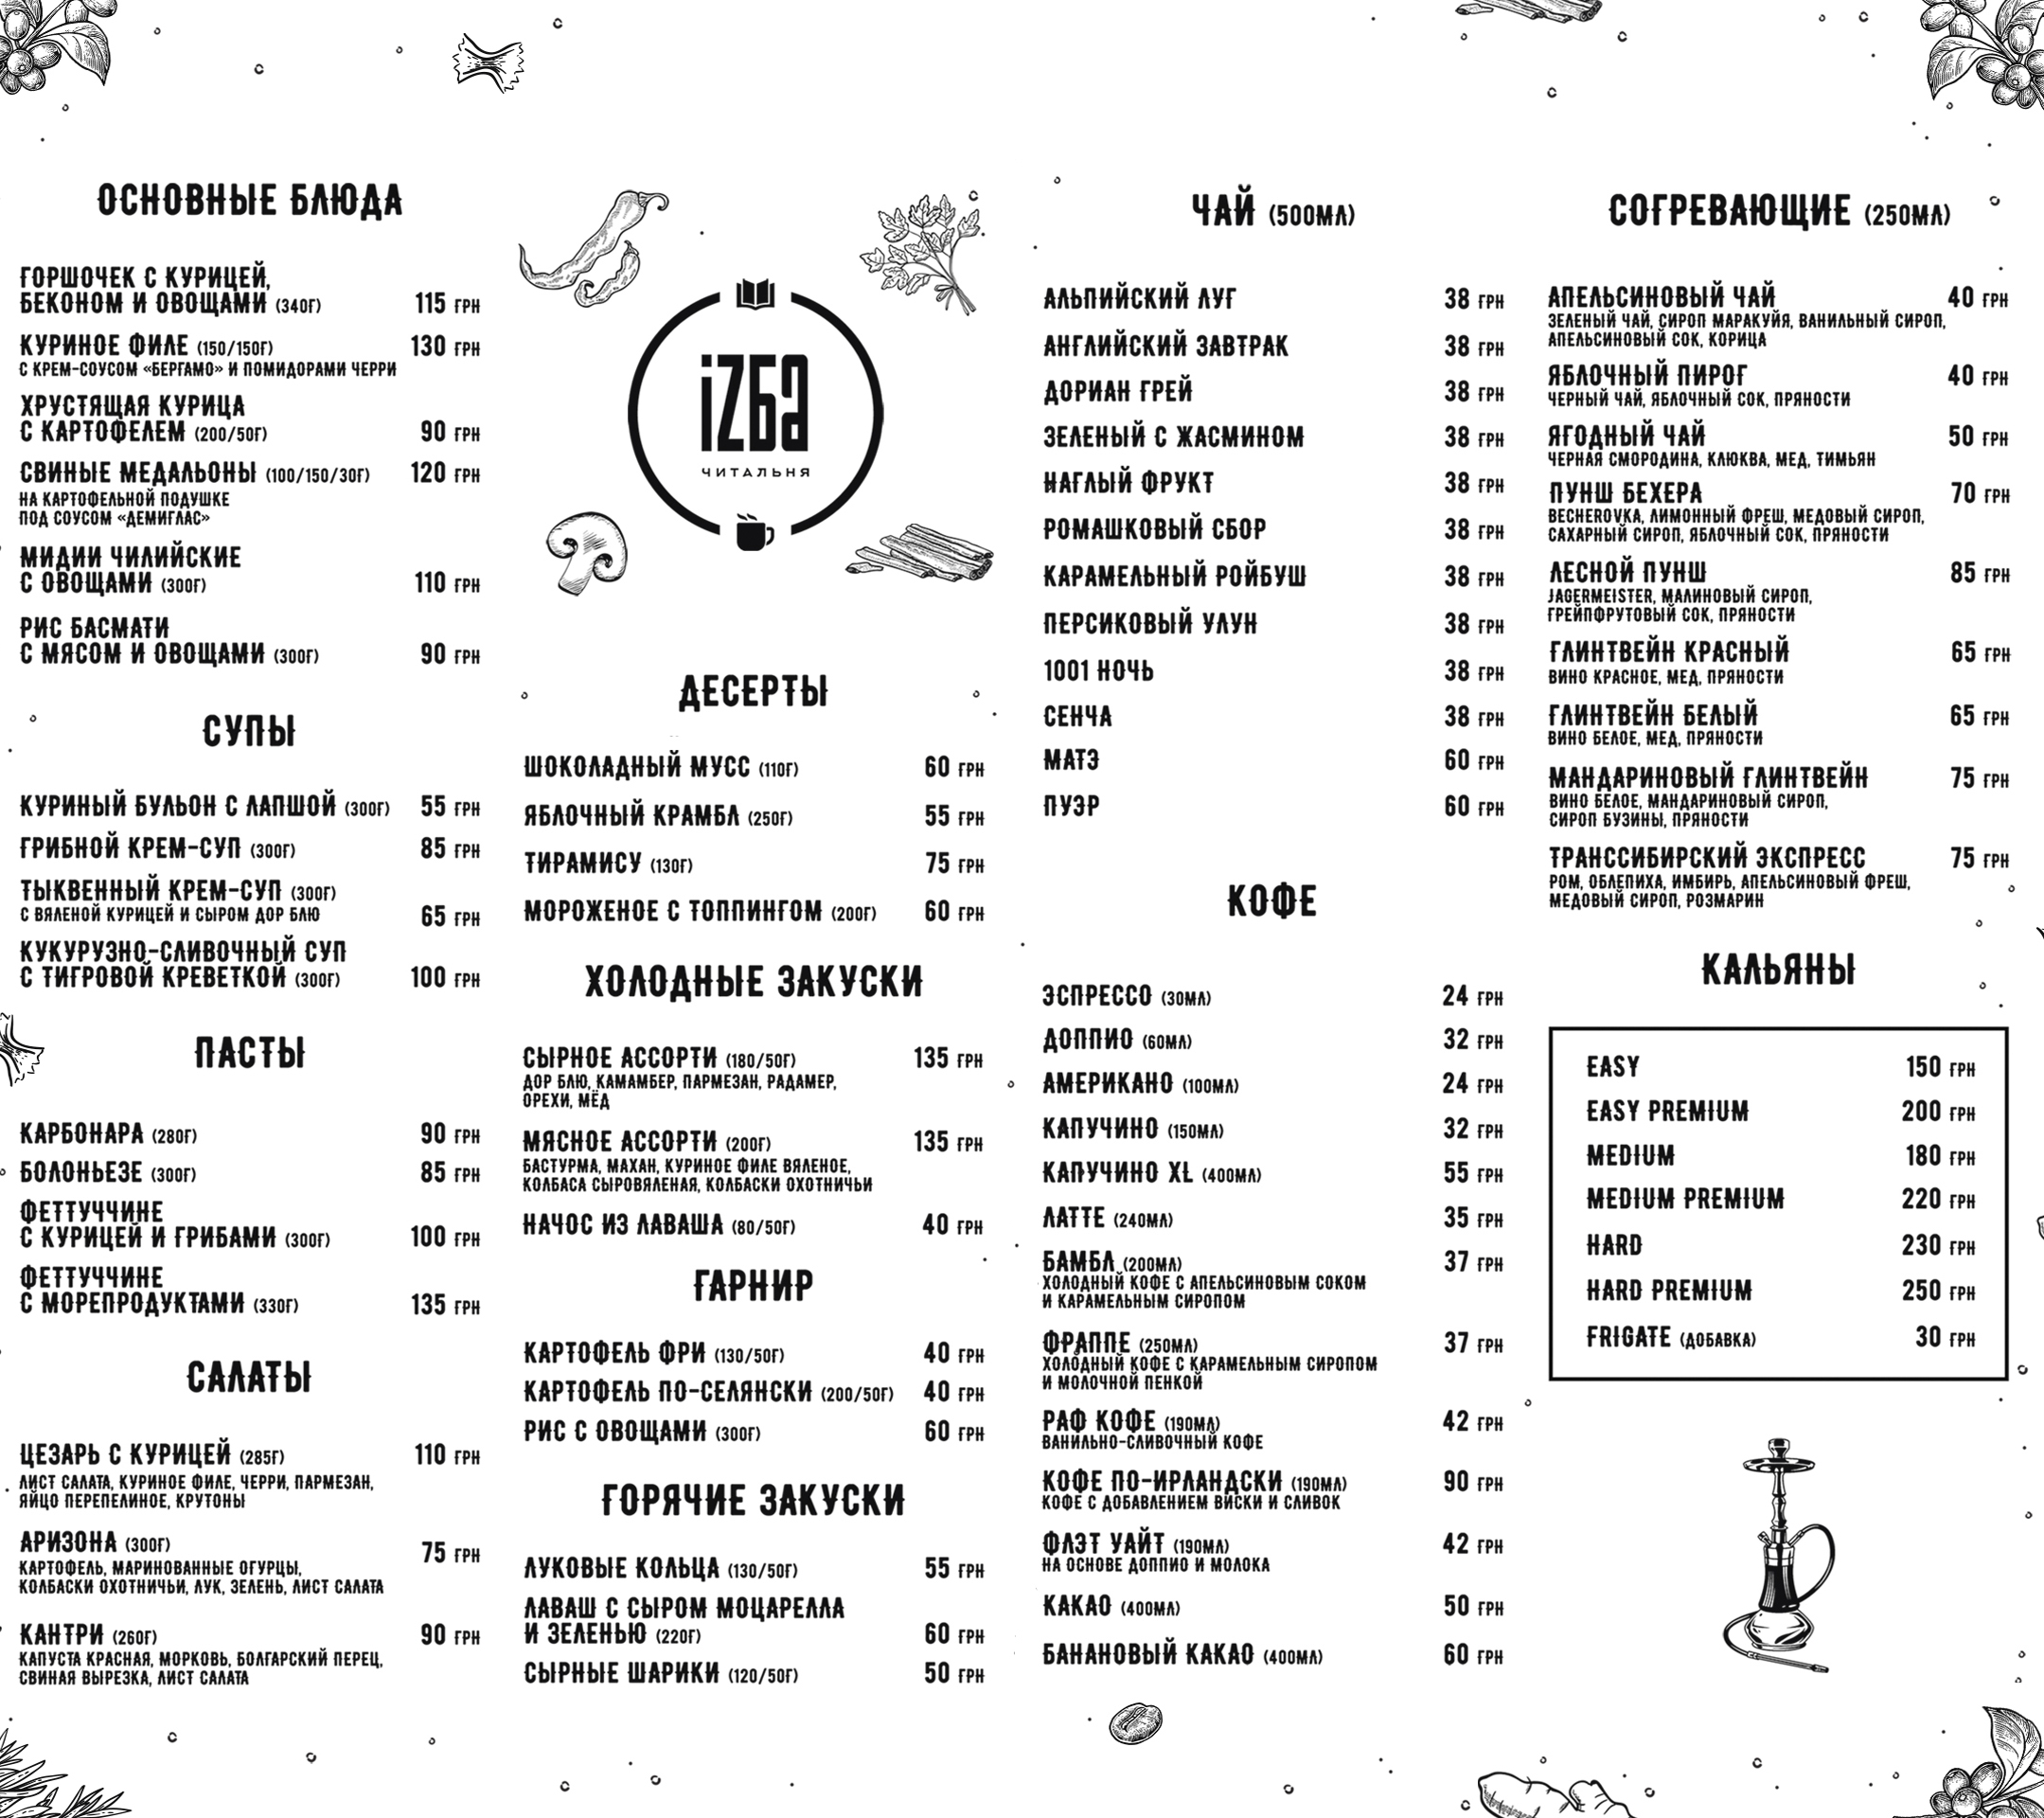 ОСНОВНЫЕ БЛЮДА
ГОРШОЧЕК С КУРИЦЕЙ,
БЕКОНОМ И ОВОЩАМИ (340Г) 115 ГРН
КУРИНОЕ ФИЛЕ (150/150Г) 130 ГРН
С КРЕМ-СОУСОМ «БЕРГАМО» И ПОМИДОРАМИ ЧЕРРИ
ХРУСТЯЩАЯ КУРИЦА
С КАРТОФЕЛЕМ (200/50Г) 90 ГРН
СВИНЫЕ МЕДАЛЬОНЫ (100/150/30Г) 120 ГРН
НА КАРТОФЕЛЬНОЙ ПОДУШКЕ
ПОД СОУСОМ «ДЕМИГЛАС»
МИДИИ ЧИЛИЙСКИЕ
С ОВОЩАМИ (300Г) 110 ГРН
РИС БАСМАТИ
С МЯСОМ И ОВОЩАМИ (300Г) 90 ГРН
СУПЫ
КУРИНЫЙ БУЛЬОН С ЛАПШОЙ (300Г) 55 ГРН
ГРИБНОЙ КРЕМ-СУП (300Г) 85 ГРН
ТЫКВЕННЫЙ КРЕМ-СУП (300Г)
С ВЯЛЕНОЙ КУРИЦЕЙ И СЫРОМ ДОР БЛЮ 65 ГРН
КУКУРУЗНО-СЛИВОЧНЫЙ СУП
С ТИГРОВОЙ КРЕВЕТКОЙ (300Г) 100 ГРН
ПАСТЫ
КАРБОНАРА (280Г) 90 ГРН
БОЛОНЬЕЗЕ (300Г) 85 ГРН
ФЕТТУЧЧИНЕ
С КУРИЦЕЙ И ГРИБАМИ (300Г) 100 ГРН
ФЕТТУЧЧИНЕ
С МОРЕПРОДУКТАМИ (330Г) 135 ГРН
САЛАТЫ
ЦЕЗАРЬ С КУРИЦЕЙ (285Г) 110 ГРН
ЛИСТ САЛАТА, КУРИНОЕ ФИЛЕ, ЧЕРРИ, ПАРМЕЗАН,
ЯЙЦО ПЕРЕПЕЛИНОЕ, КРУТОНЫ
АРИЗОНА (300Г) 75 ГРН
КАРТОФЕЛЬ, МАРИНОВАННЫЕ ОГУРЦЫ,
КОЛБАСКИ ОХОТНИЧЬИ, ЛУК, ЗЕЛЕНЬ, ЛИСТ САЛАТА
КАНТРИ (260Г) 90 ГРН
КАПУСТА КРАСНАЯ, МОРКОВЬ, БОЛГАРСКИЙ ПЕРЕЦ,
СВИНАЯ ВЫРЕЗКА, ЛИСТ САЛАТА
iZба
ЧИТАЛЬНЯ
ДЕСЕРТЫ
ШОКОЛАДНЫЙ МУСС (110Г) 60 ГРН
ЯБЛОЧНЫЙ КРАМБЛ (250Г) 55 ГРН
ТИРАМИСУ (130Г) 75 ГРН
МОРОЖЕНОЕ С ТОППИНГОМ (200Г) 60 ГРН
ХОЛОДНЫЕ ЗАКУСКИ
СЫРНОЕ АССОРТИ (180/50Г) 135 ГРН
ДОР БЛЮ, КАМАМБЕР, ПАРМЕЗАН, РАДАМЕР,
ОРЕХИ, МЁД
МЯСНОЕ АССОРТИ (200Г) 135 ГРН
БАСТУРМА, МАХАН, КУРИНОЕ ФИЛЕ ВЯЛЕНОЕ,
КОЛБАСА СЫРОВЯЛЕНАЯ, КОЛБАСКИ ОХОТНИЧЬИ
НАЧОС ИЗ ЛАВАША (80/50Г) 40 ГРН
ГАРНИР
КАРТОФЕЛЬ ФРИ (130/50Г) 40 ГРН
КАРТОФЕЛЬ ПО-СЕЛЯНСКИ (200/50Г) 40 ГРН
РИС С ОВОЩАМИ (300Г) 60 ГРН
ГОРЯЧИЕ ЗАКУСКИ
ЛУКОВЫЕ КОЛЬЦА (130/50Г) 55 ГРН
ЛАВАШ С СЫРОМ МОЦАРЕЛЛА
И ЗЕЛЕНЬЮ (220Г) 60 ГРН
СЫРНЫЕ ШАРИКИ (120/50Г) 50 ГРН
ЧАЙ (500МЛ)
АЛЬПИЙСКИЙ ЛУГ 38 ГРН
АНГЛИЙСКИЙ ЗАВТРАК 38 ГРН
ДОРИАН ГРЕЙ 38 ГРН
ЗЕЛЕНЫЙ С ЖАСМИНОМ 38 ГРН
НАГЛЫЙ ФРУКТ 38 ГРН
РОМАШКОВЫЙ СБОР 38 ГРН
КАРАМЕЛЬНЫЙ РОЙБУШ 38 ГРН
ПЕРСИКОВЫЙ УЛУН 38 ГРН
1001 НОЧЬ 38 ГРН
СЕНЧА 38 ГРН
МАТЭ 60 ГРН
ПУЭР 60 ГРН
КОФЕ
ЭСПРЕССО (30МЛ) 24 ГРН
ДОППИО (60МЛ) 32 ГРН
АМЕРИКАНО (100МЛ) 24 ГРН
КАПУЧИНО (150МЛ) 32 ГРН
КАПУЧИНО XL (400МЛ) 55 ГРН
ЛАТТЕ (240МЛ) 35 ГРН
БАМБЛ (200МЛ) 37 ГРН
ХОЛОДНЫЙ КОФЕ С АПЕЛЬСИНОВЫМ СОКОМ
И КАРАМЕЛЬНЫМ СИРОПОМ
ФРАППЕ (250МЛ) 37 ГРН
ХОЛОДНЫЙ КОФЕ С КАРАМЕЛЬНЫМ СИРОПОМ
И МОЛОЧНОЙ ПЕНКОЙ
РАФ КОФЕ (190МЛ) 42 ГРН
ВАНИЛЬНО-СЛИВОЧНЫЙ КОФЕ
КОФЕ ПО-ИРЛАНДСКИ (190МЛ) 90 ГРН
КОФЕ С ДОБАВЛЕНИЕМ ВИСКИ И СЛИВОК
ФЛЭТ УАЙТ (190МЛ) 42 ГРН
НА ОСНОВЕ ДОППИО И МОЛОКА
КАКАО (400МЛ) 50 ГРН
БАНАНОВЫЙ КАКАО (400МЛ) 60 ГРН
СОГРЕВАЮЩИЕ (250МЛ)
АПЕЛЬСИНОВЫЙ ЧАЙ 40 ГРН
ЗЕЛЕНЫЙ ЧАЙ, СИРОП МАРАКУЙЯ, ВАНИЛЬНЫЙ СИРОП,
АПЕЛЬСИНОВЫЙ СОК, КОРИЦА
ЯБЛОЧНЫЙ ПИРОГ 40 ГРН
ЧЕРНЫЙ ЧАЙ, ЯБЛОЧНЫЙ СОК, ПРЯНОСТИ
ЯГОДНЫЙ ЧАЙ 50 ГРН
ЧЕРНАЯ СМОРОДИНА, КЛЮКВА, МЕД, ТИМЬЯН
ПУНШ БЕХЕРА 70 ГРН
BECHEROVKA, ЛИМОННЫЙ ФРЕШ, МЕДОВЫЙ СИРОП,
САХАРНЫЙ СИРОП, ЯБЛОЧНЫЙ СОК, ПРЯНОСТИ
ЛЕСНОЙ ПУНШ 85 ГРН
JAGERMEISTER, МАЛИНОВЫЙ СИРОП,
ГРЕЙПФРУТОВЫЙ СОК, ПРЯНОСТИ
ГЛИНТВЕЙН КРАСНЫЙ 65 ГРН
ВИНО КРАСНОЕ, МЕД, ПРЯНОСТИ
ГЛИНТВЕЙН БЕЛЫЙ 65 ГРН
ВИНО БЕЛОЕ, МЕД, ПРЯНОСТИ
МАНДАРИНОВЫЙ ГЛИНТВЕЙН 75 ГРН
ВИНО БЕЛОЕ, МАНДАРИНОВЫЙ СИРОП,
СИРОП БУЗИНЫ, ПРЯНОСТИ
ТРАНССИБИРСКИЙ ЭКСПРЕСС 75 ГРН
РОМ, ОБЛЕПИХА, ИМБИРЬ, АПЕЛЬСИНОВЫЙ ФРЕШ,
МЕДОВЫЙ СИРОП, РОЗМАРИН
КАЛЬЯНЫ
EASY 150 ГРН
EASY PREMIUM 200 ГРН
MEDIUM 180 ГРН
MEDIUM PREMIUM 220 ГРН
HARD 230 ГРН
HARD PREMIUM 250 ГРН
FRIGATE (ДОБАВКА) 30 ГРН